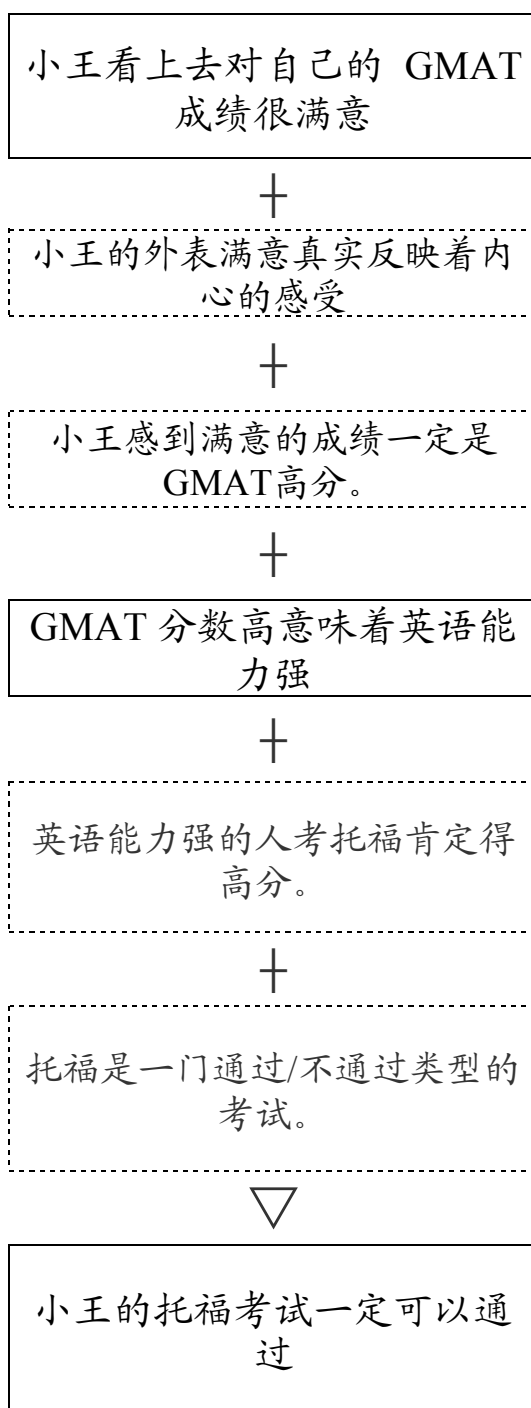 小王看上去对自己的 GMAT
成绩很满意
+
小王的外表满意真实反映着内
心的感受
+
小王感到满意的成绩一定是
GMAT高分。
+
GMAT 分数高意味着英语能
力强
+
英语能力强的人考托福肯定得
高分。
+
托福是一门通过/不通过类型的
考试。
小王的托福考试一定可以通
过